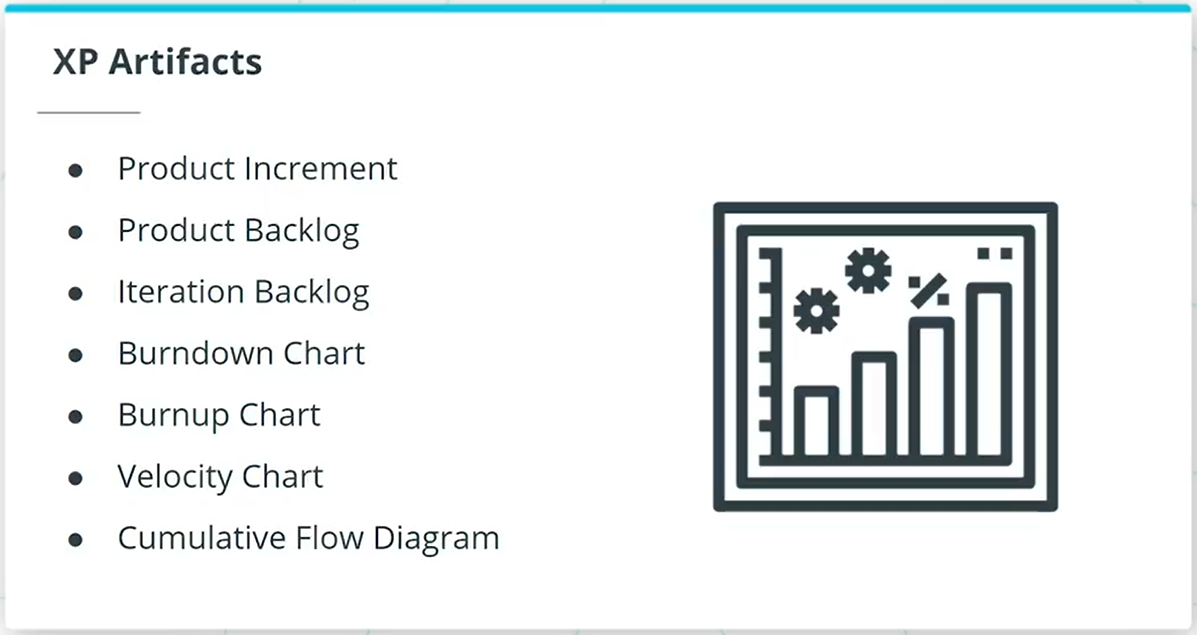 XP Artifacts
● Product Increment
● Product Backlog
● Iteration Backlog
● Burndown Chart
● Burnup Chart
● Velocity Chart
● Cumulative Flow Diagram